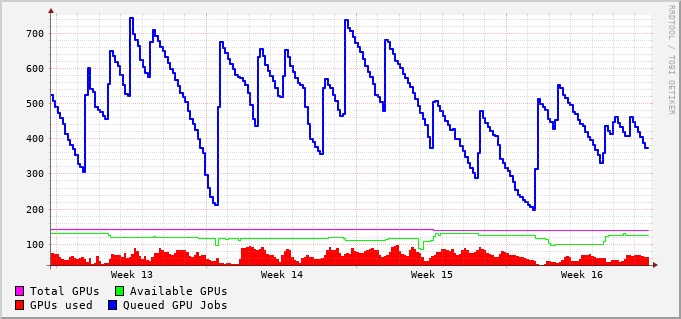 RRDTOOL / TOBI OETIKER
700
600
500
400
300
200
100
Week 13 Week 14 Week 15 Week 16
Total GPUs Available GPUs
GPUs used Queued GPU Jobs